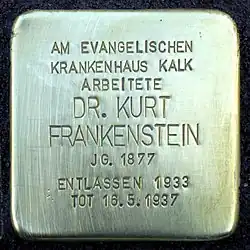 AM EVANGELISCHEN
KRANKENHAUS KALK
ARBEITETE
DR. KURT
FRANKENSTEIN
JG. 1877
ENTLASSEN 1933
TOT 16.5.1937